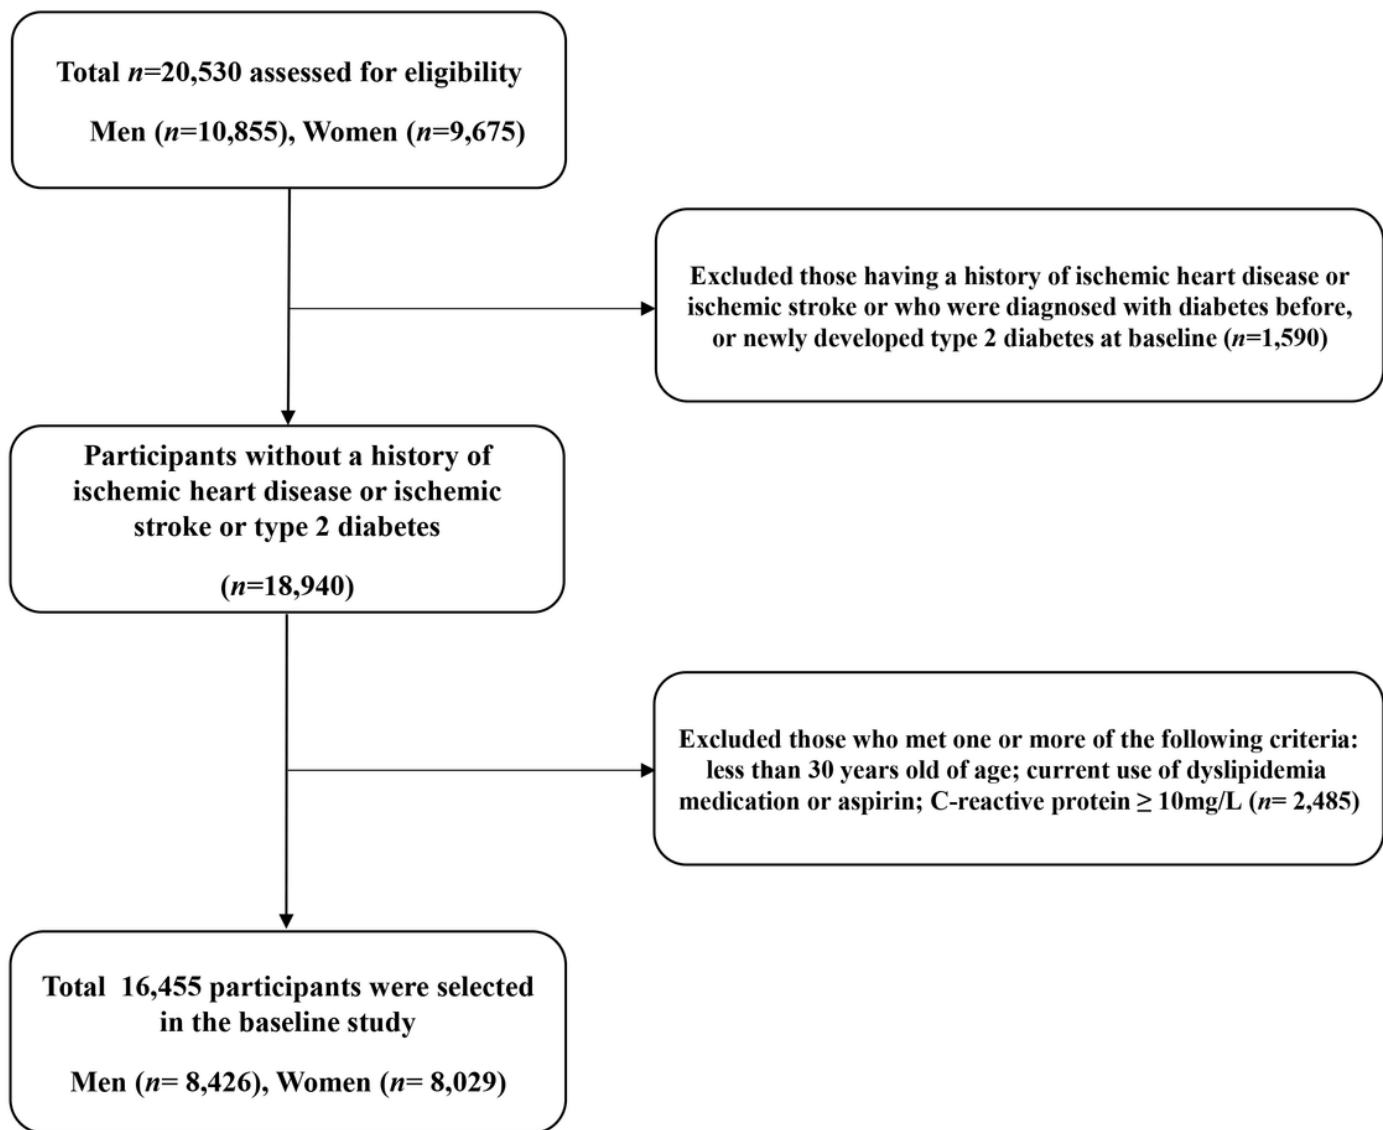 Total n=20,530 assessed for eligibility
Men (n=10,855), Women (n=9,675)
Excluded those having a history of ischemic heart disease or
ischemic stroke or who were diagnosed with diabetes before,
or newly developed type 2 diabetes at baseline (n=1,590)
Participants without a history of
ischemic heart disease or ischemic
stroke or type 2 diabetes
(n=18,940)
Excluded those who met one or more of the following criteria:
less than 30 years old of age; current use of dyslipidemia
medication or aspirin; C-reactive protein ≥ 10mg/L (n= 2,485)
Total 16,455 participants were selected
in the baseline study
Men (n= 8,426), Women (n= 8,029)